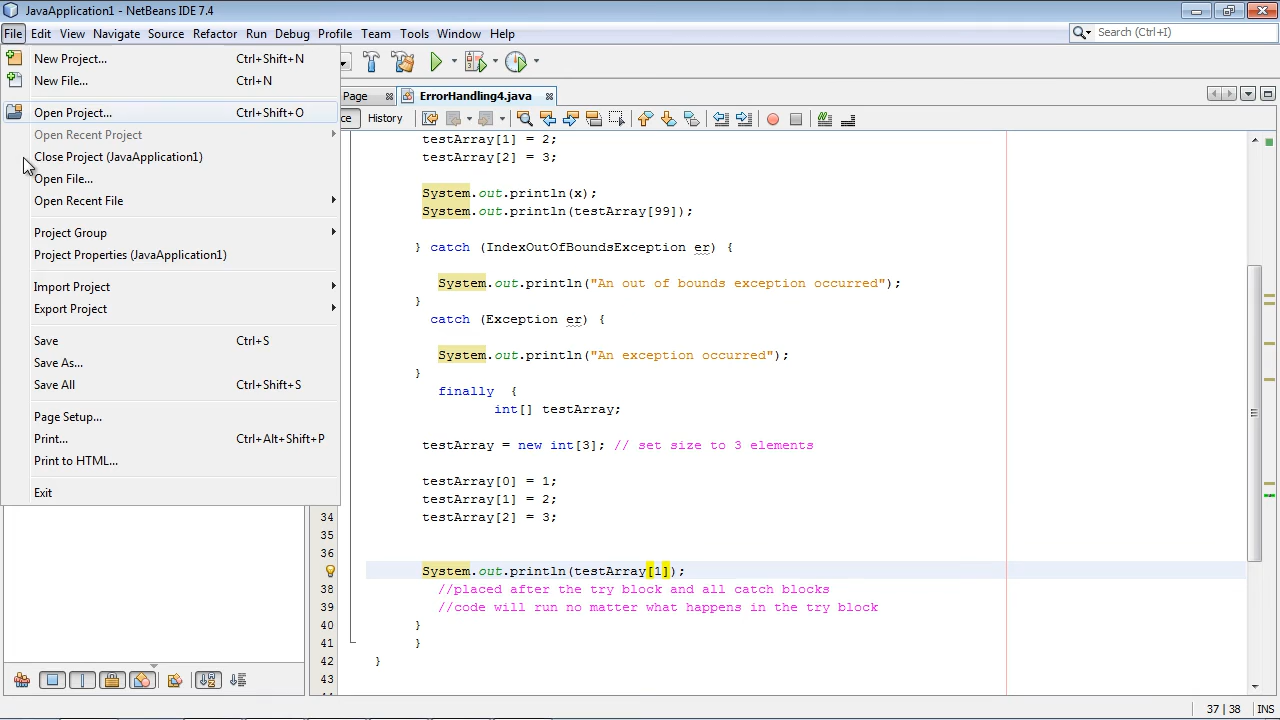 JavaApplication1 - NetBeans IDE 7.4
File Edit View Navigate Source Refactor Run Debug Profile Team Tools Window Help
Search (Ctrl+I)
New Project... Ctrl+Shift+N
New File... Ctrl+N
Open Project... Ctrl+Shift+O
Open Recent Project
Close Project (JavaApplication1)
Open File...
Open Recent File
Project Group
Project Properties (JavaApplication1)
Import Project
Export Project
Save Ctrl+S
Save As...
Save All Ctrl+Shift+S
Page Setup...
Print... Ctrl+Alt+Shift+P
Print to HTML...
Exit
Page ErrorHandling4.java
History
testArray[1] = 2;
testArray[2] = 3;
System.out.println(x);
System.out.println(testArray[99]);
} catch (IndexOutOfBoundsException er) {
System.out.println("An out of bounds exception occurred");
}
catch (Exception er) {
System.out.println("An exception occurred");
}
finally {
int[] testArray;
testArray = new int[3]; // set size to 3 elements
testArray[0] = 1;
testArray[1] = 2;
34 testArray[2] = 3;
35
36
System.out.println(testArray[1]);
38 //placed after the try block and all catch blocks
39 //code will run no matter what happens in the try block
40 }
41 }
42 }
43
37 | 38 INS